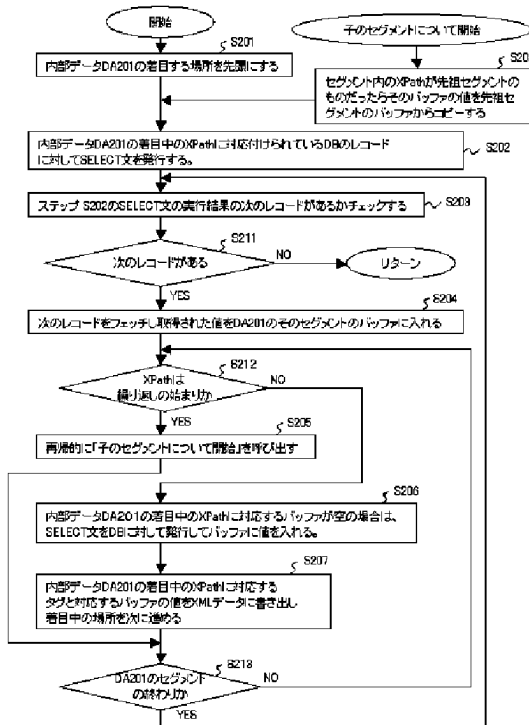 開始
子のセグメントについて開始
S201
内部データDA201の着目する場所を先頭にする
S20
セグメント内のXPathが先祖セグメントの
ものだったらそのバッファの値を先祖セ
グメントのバッファからコピーする
内部データDA201の着目中のXPathに対応付けられているDBのレコード
に対してSELECT文を発行する。
S202
ステップ S202のSELECT文の実行結果の次のレコードがあるかチェックする
S203
S211
次のレコードがある
NO
リターン
YES
S204
次のレコードをフェッチし取得された値をDA201のそのセグメントのバッファに入れる
S212
XPathは
繰り返しの始まりか
NO
YES
S205
再帰的に「子のセグメントについて開始」を呼び出す
S206
内部データDA201の着目中のXPathに対応するバッファが空の場合は、
SELECT文をDBに対して発行してバッファに値を入れる。
S207
内部データDA201の着目中のXPathに対応する
タグと対応するバッファの値をXMLデータに書き出し
着目中の場所を次に進める
S213
DA201のセグメント
の終わりか
NO
YES